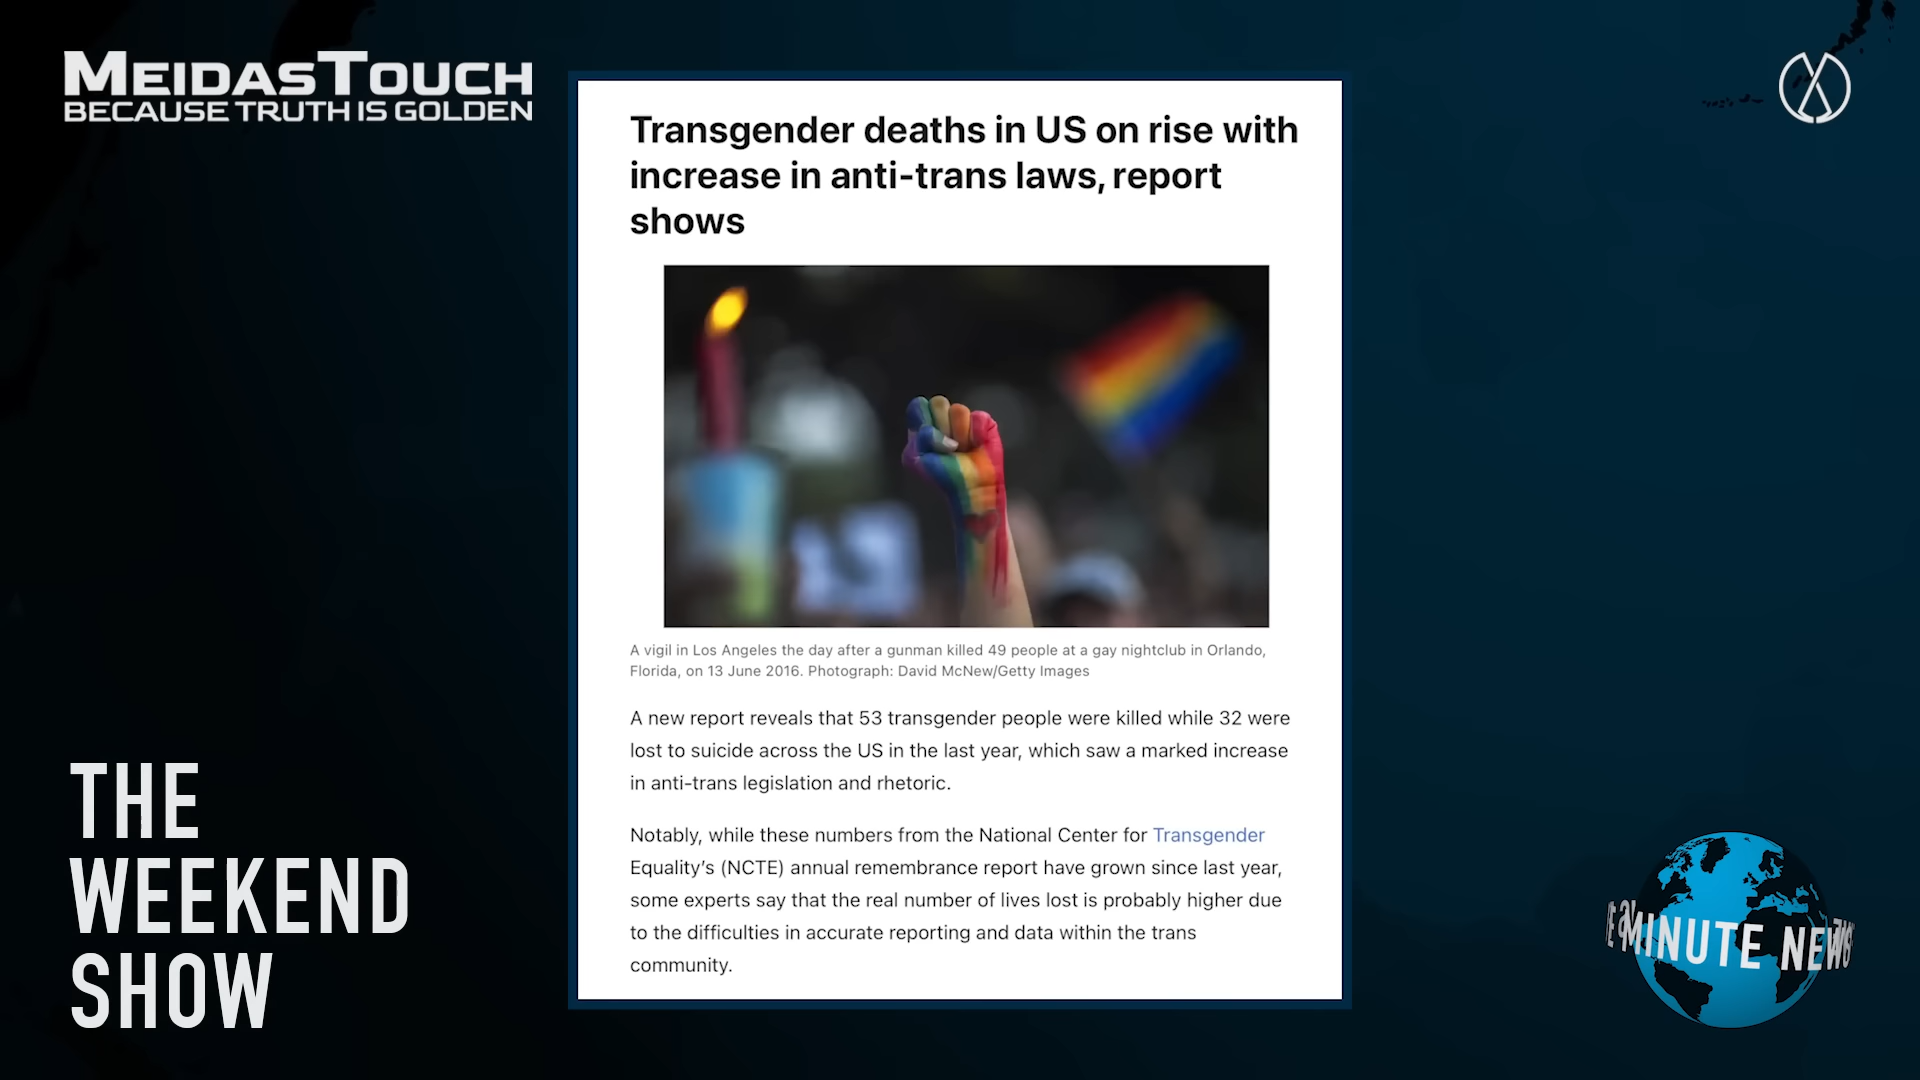 MEIDASTOUCH
BECAUSE TRUTH IS GOLDEN
Transgender deaths in US on rise with
increase in anti-trans laws, report
shows
A vigil in Los Angeles the day after a gunman killed 49 people at a gay nightclub in Orlando,
Florida, on 13 June 2016. Photograph: David McNew/Getty Images
A new report reveals that 53 transgender people were killed while 32 were
lost to suicide across the US in the last year, which saw a marked increase
in anti-trans legislation and rhetoric.
Notably, while these numbers from the National Center for Transgender
Equality's (NCTE) annual remembrance report have grown since last year,
some experts say that the real number of lives lost is probably higher due
to the difficulties in accurate reporting and data within the trans
community.
THE
WEEKEND
SHOW
MINUTE NEWS